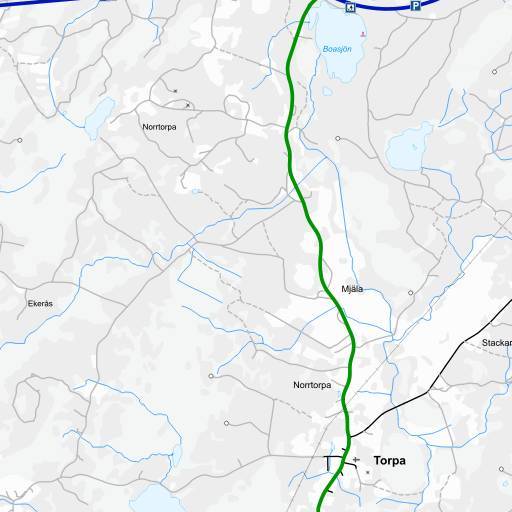 P
Boasjön
Norrtorpa
Mjäla
Ekerås
Stackar
Norrtorpa
Torpa